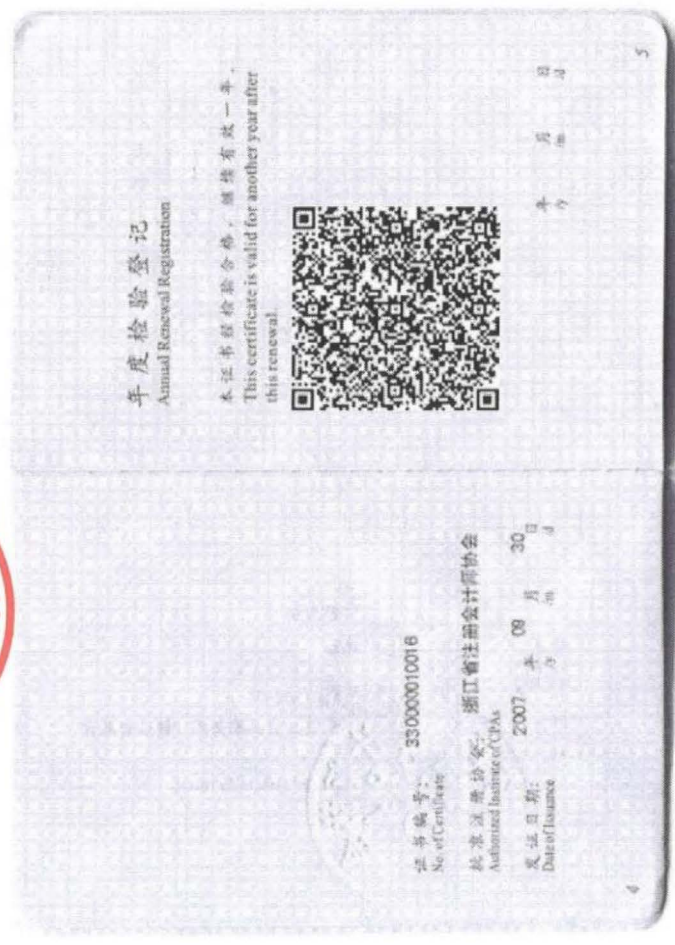 证书编号: 330000010016
No. of Certificate
批准注册协会: 浙江省注册会计师协会
Authorized Institute of CPAs
发证日期: 2007 年 09 月 30 日
Date of Issuance /y /m /d
4
年度检验登记
Annual Renewal Registration
本证书经检验合格，继续有效一年。
This certificate is valid for another year after
this renewal.
年 月 日
/y /m /d
5